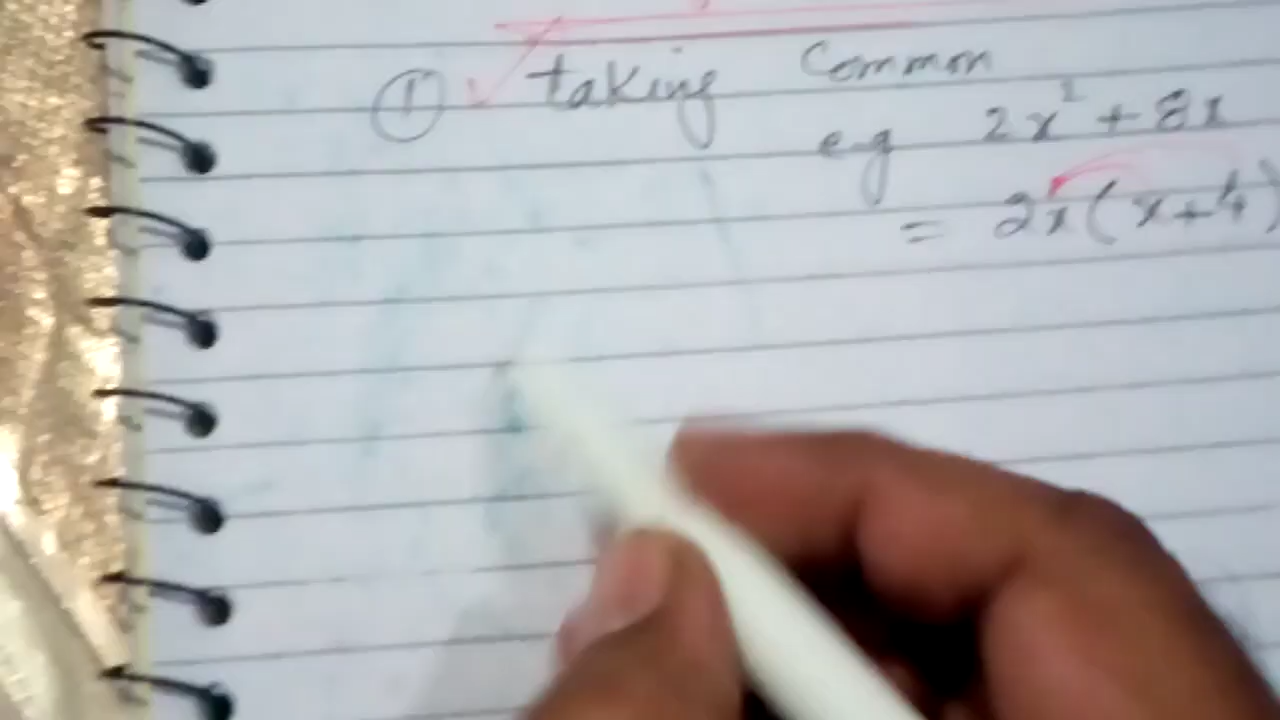 ① ✓ taking Common
e.g 2x² + 8x
= 2x(x+4)